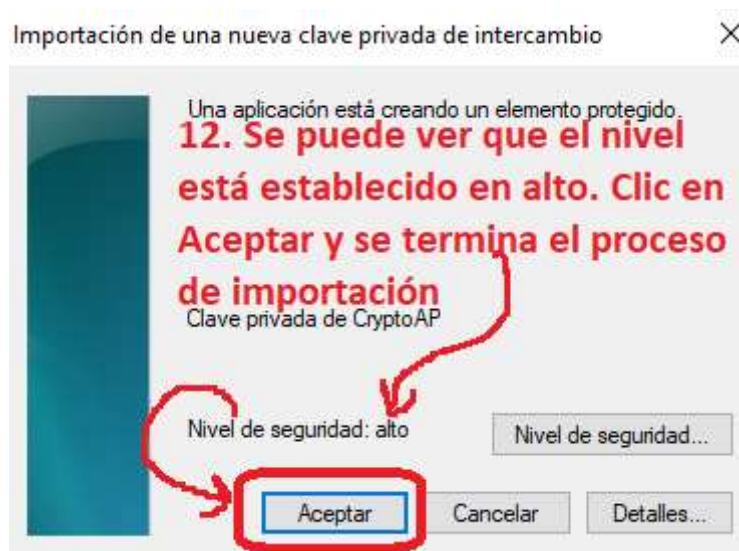 Importación de una nueva clave privada de intercambio
Una aplicación está creando un elemento protegido.
12. Se puede ver que el nivel
está establecido en alto. Clic en
Aceptar y se termina el proceso
de importación
Clave privada de CryptoAP
Nivel de seguridad: alto
Nivel de seguridad...
Aceptar
Cancelar
Detalles...